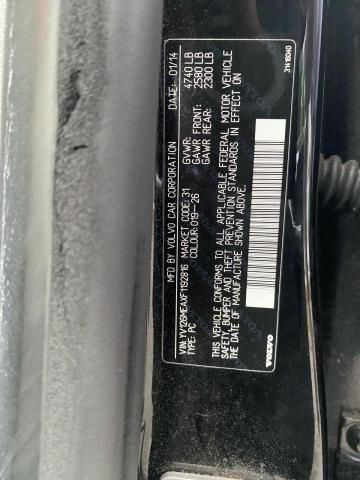 MFD BY VOLVO CAR CORPORATION DATE: 01/14
GVWR: 4740 LB
GAWR FRONT: 2580 LB
GAWR REAR: 2300 LB
VIN: YV126MEAXF1192816 MARKET CODE: 31
TYPE: PC COLOUR: 019-26
THIS VEHICLE CONFORMS TO ALL APPLICABLE FEDERAL MOTOR VEHICLE
SAFETY, BUMPER AND THEFT PREVENTION STANDARDS IN EFFECT ON
THE DATE OF MANUFACTURE SHOWN ABOVE.
VOLVO
31416040